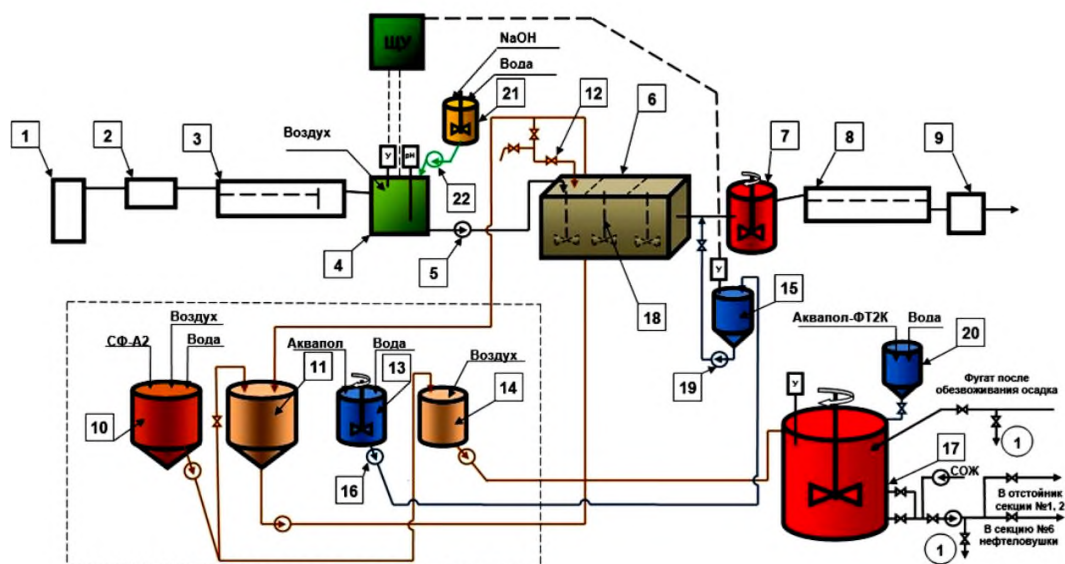 ЩУ
NaOH
Вода
21
12
6
1
2
3
Воздух
У
pH
22
7
8
9
4
5
18
У
15
19
СФ-А2
Воздух
Вода
10
11
Аквапол
Вода
13
16
Воздух
14
Аквапол-ФТ2К
Вода
20
У
Фугат после
обезвоживания осадка
1
17
СОЖ
В отстойник
секции №1, 2
В секцию №6
нефтеловушки
1